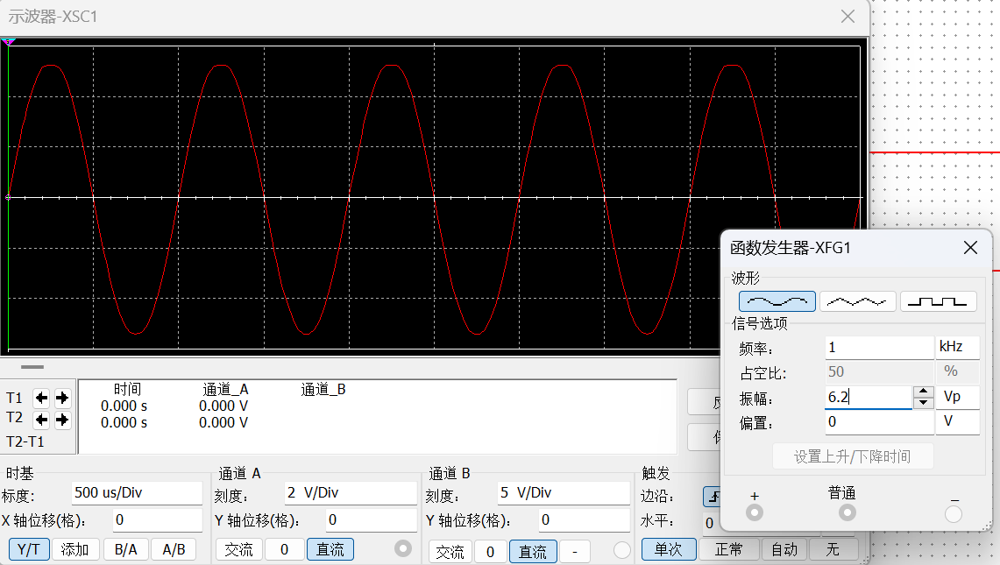 示波器-XSC1
函数发生器-XFG1
波形
信号选项
频率：
1
kHz
占空比：
50
%
振幅：
6.2
Vp
偏置：
0
V
设置上升/下降时间
+
普通
−
时间
通道_A
通道_B
T1
0.000 s
0.000 V
T2
0.000 s
0.000 V
T2-T1
时基
标度：
500 us/Div
X 轴位移(格)：
0
Y/T
添加
B/A
A/B
通道 A
刻度：
2 V/Div
Y 轴位移(格)：
0
交流
0
直流
通道 B
刻度：
5 V/Div
Y 轴位移(格)：
0
交流
0
直流
-
触发
边沿：
水平：
0
单次
正常
自动
无